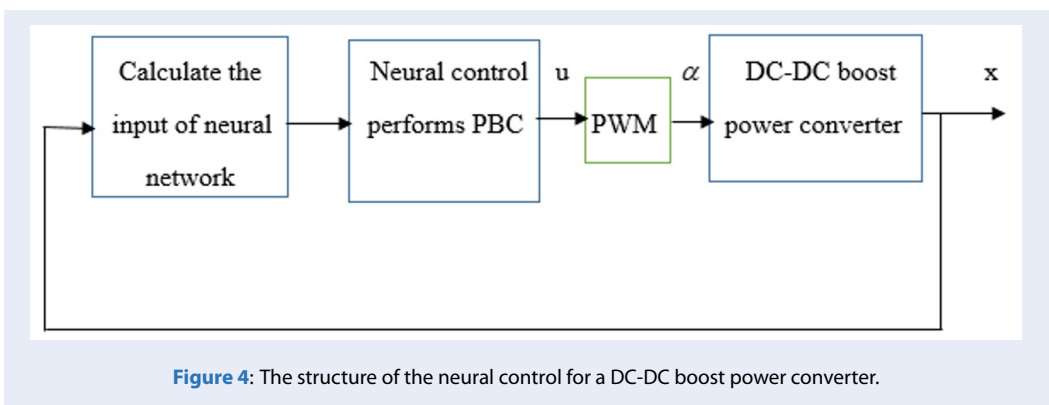 Calculate the
input of neural
network
Neural control
performs PBC
u
PWM
α
DC-DC boost
power converter
x
Figure 4: The structure of the neural control for a DC-DC boost power converter.